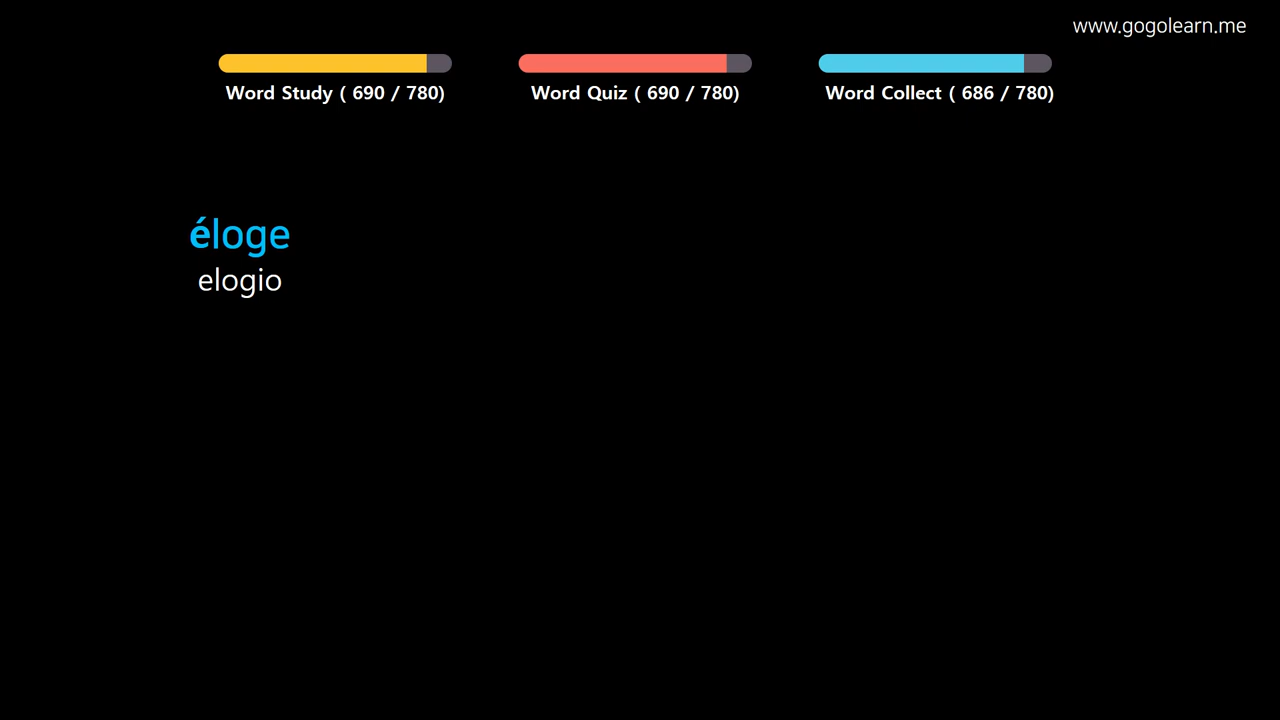 www.gogolearn.me
Word Study ( 690 / 780)
Word Quiz ( 690 / 780)
Word Collect ( 686 / 780)
éloge
elogio